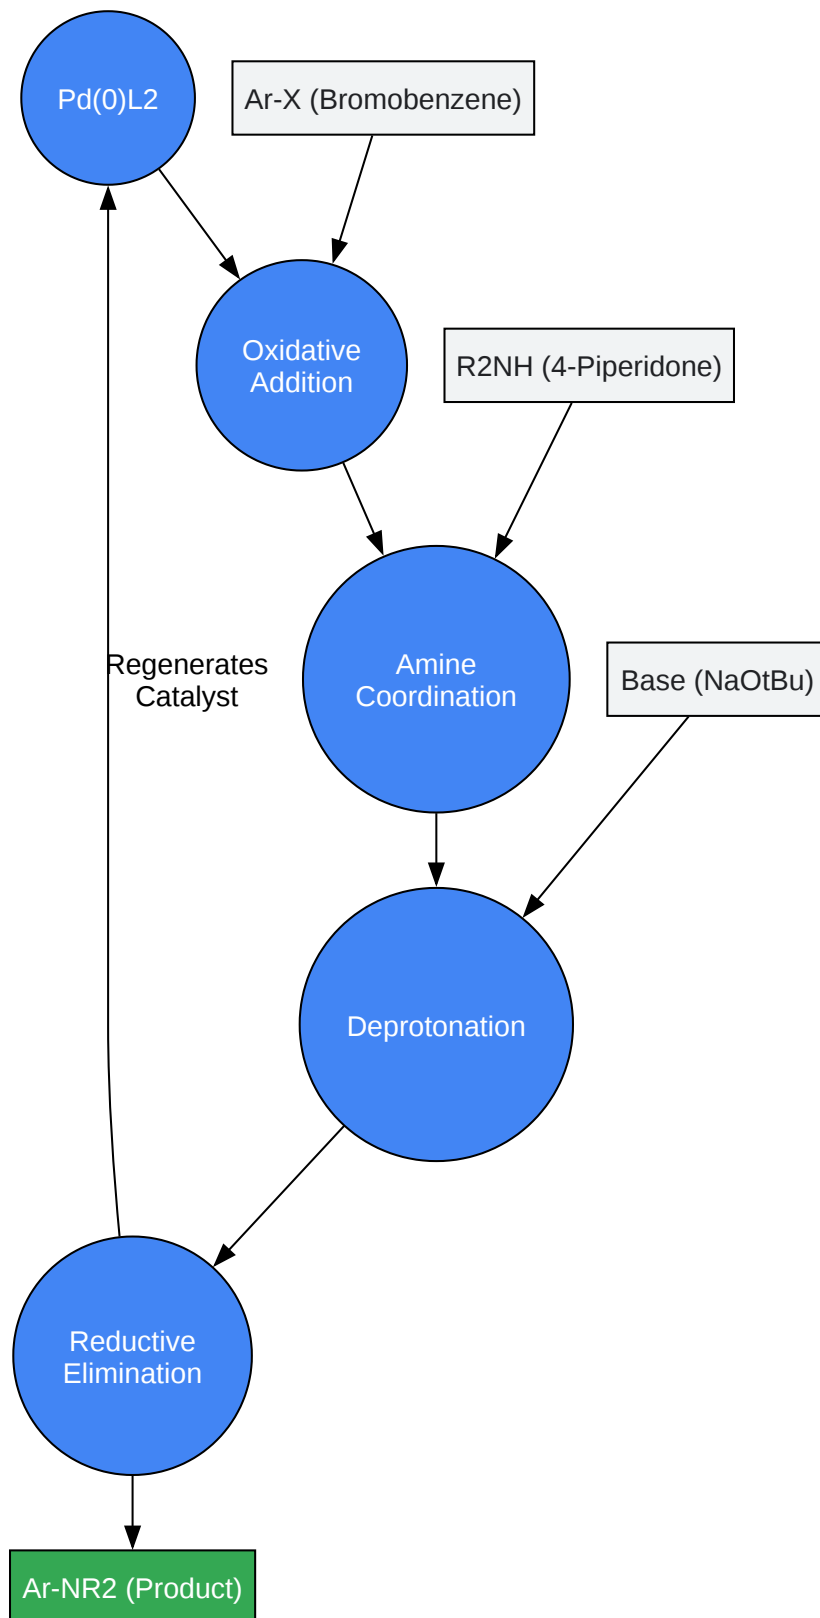 Pd(0)L2
Ar-X (Bromobenzene)
Oxidative
Addition
R2NH (4-Piperidone)
Amine
Coordination
Base (NaOtBu)
Regenerates
Catalyst
Deprotonation
Reductive
Elimination
Ar-NR2 (Product)